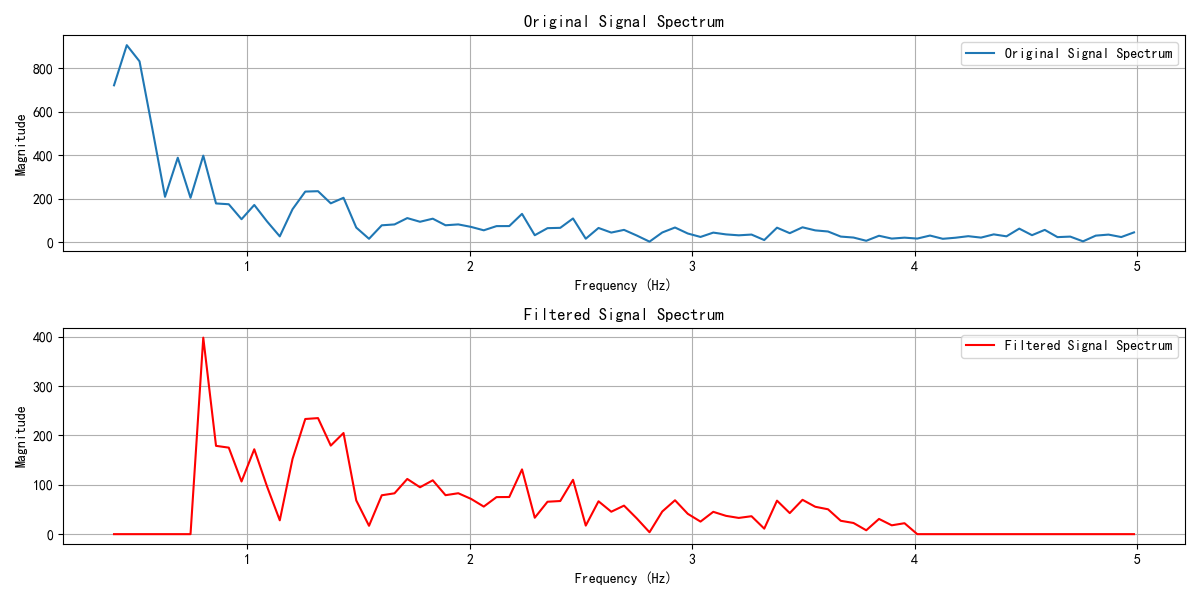 Original Signal Spectrum
Original Signal Spectrum
Magnitude
800
600
400
200
0
1 2 3 4 5
Frequency (Hz)
Filtered Signal Spectrum
Filtered Signal Spectrum
Magnitude
400
300
200
100
0
1 2 3 4 5
Frequency (Hz)